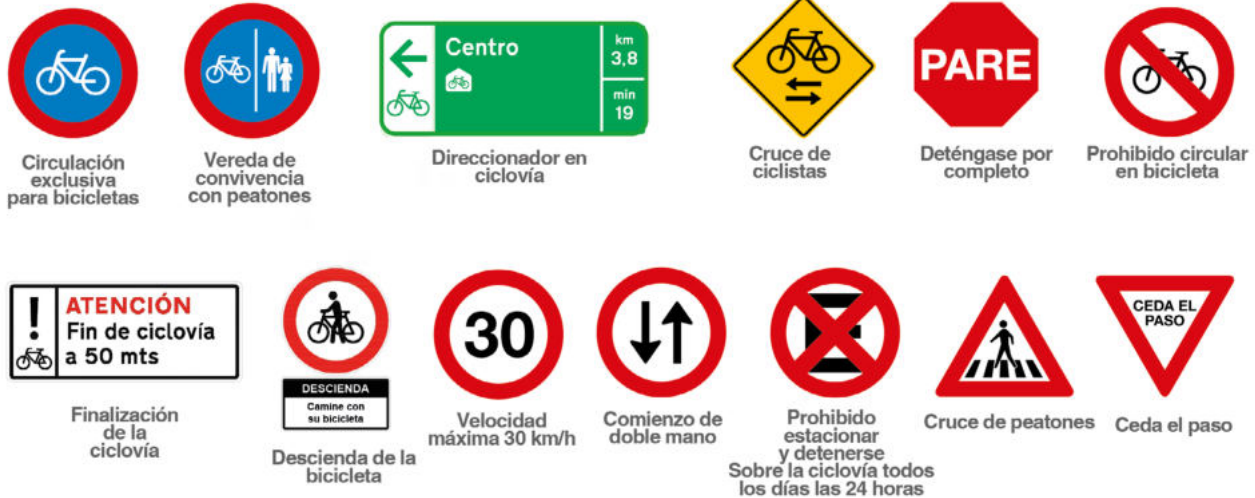 Centro
km
3,8
min
19
PARE
Circulación
exclusiva
para bicicletas
Vereda de
convivencia
con peatones
Direccionador en
ciclovía
Cruce de
ciclistas
Deténgase por
completo
Prohibido circular
en bicicleta
!
ATENCIÓN
Fin de ciclovía
a 50 mts
DESCIENDA
Camine con
su bicicleta
30
E
CEDA EL
PASO
Finalización
de la
ciclovía
Descienda de la
bicicleta
Velocidad
máxima 30 km/h
Comienzo de
doble mano
Prohibido
estacionar
y detenerse
Sobre la ciclovía todos
los días las 24 horas
Cruce de peatones
Ceda el paso